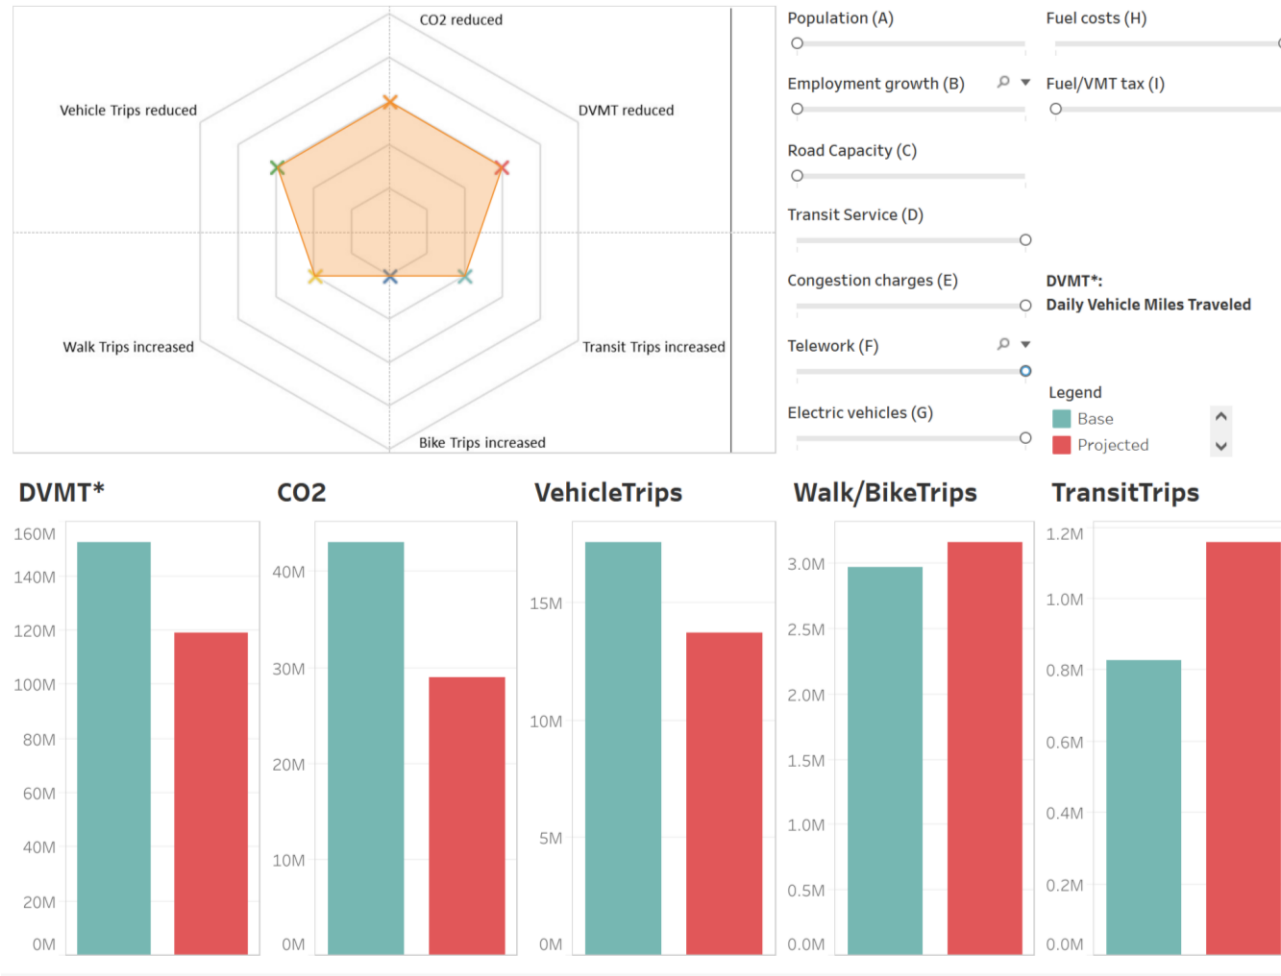 CO2 reduced
Vehicle Trips reduced
DVMT reduced
Walk Trips increased
Transit Trips increased
Bike Trips increased
Population (A)
Fuel costs (H)
Employment growth (B)
Fuel/VMT tax (I)
Road Capacity (C)
Transit Service (D)
Congestion charges (E)
DVMT*:
Daily Vehicle Miles Traveled
Telework (F)
Electric vehicles (G)
Legend
Base
Projected
DVMT*
160M
140M
120M
100M
80M
60M
40M
20M
0M
CO2
40M
30M
20M
10M
0M
VehicleTrips
15M
10M
5M
0M
Walk/BikeTrips
3.0M
2.5M
2.0M
1.5M
1.0M
0.5M
0.0M
TransitTrips
1.2M
1.0M
0.8M
0.6M
0.4M
0.2M
0.0M